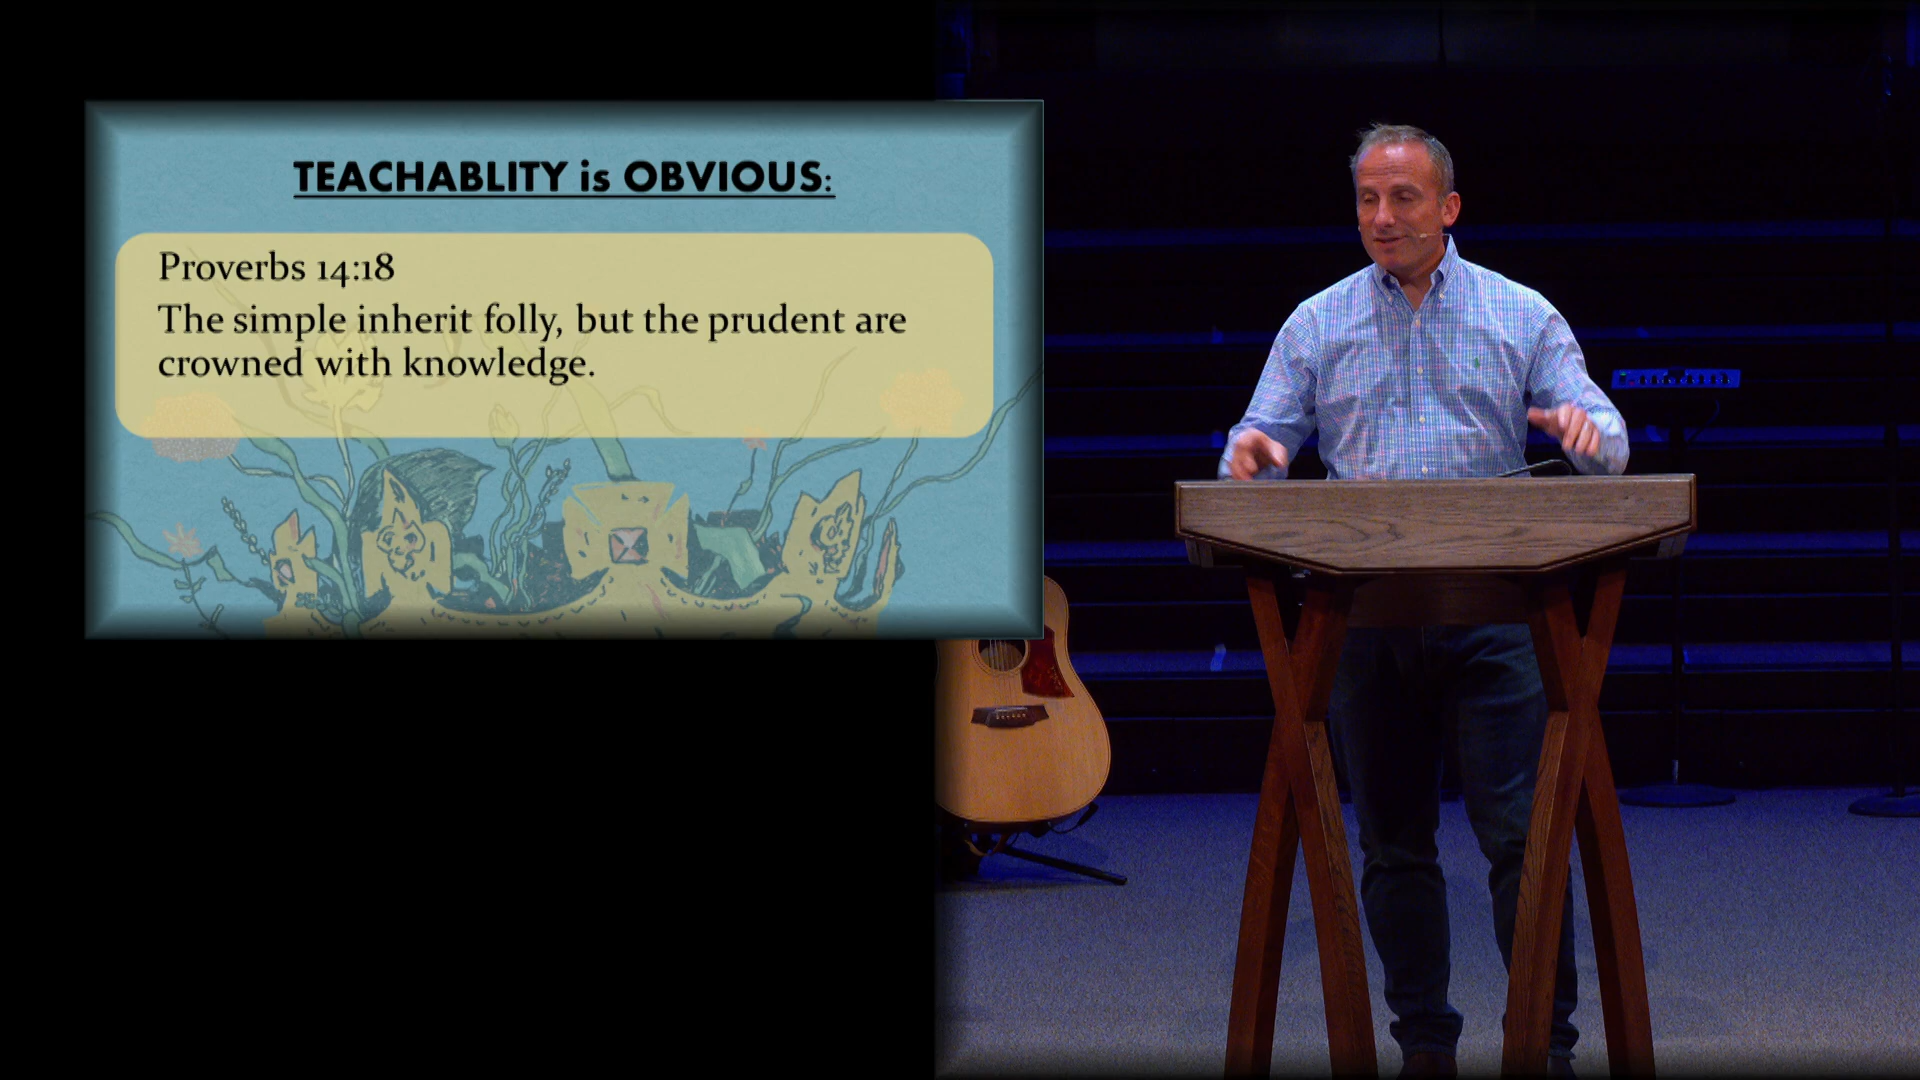 TEACHABLITY is OBVIOUS:
Proverbs 14:18
The simple inherit folly, but the prudent are
crowned with knowledge.